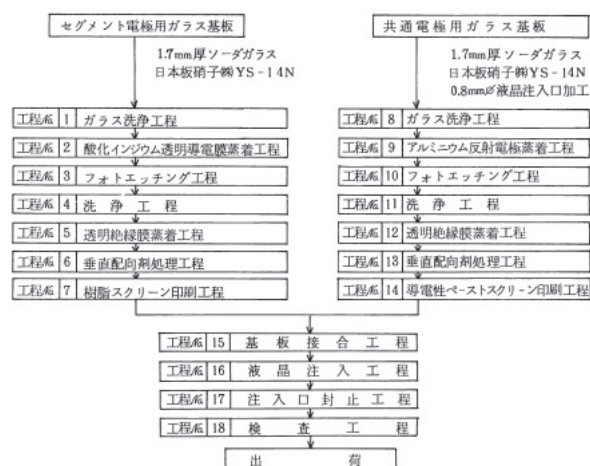 セグメント電極用ガラス基板
1.7mm厚ソーダガラス
日本板硝子㈱YS-14N
工程№ 1 ガラス洗浄工程
工程№ 2 酸化インジウム透明導電膜蒸着工程
工程№ 3 フォトエッチング工程
工程№ 4 洗浄工程
工程№ 5 透明絶縁膜蒸着工程
工程№ 6 垂直配向剤処理工程
工程№ 7 樹脂スクリーン印刷工程
共通電極用ガラス基板
1.7mm厚ソーダガラス
日本板硝子㈱YS-14N
0.8mmØ液晶注入口加工
工程№ 8 ガラス洗浄工程
工程№ 9 アルミニウム反射電極蒸着工程
工程№ 10 フォトエッチング工程
工程№ 11 洗浄工程
工程№ 12 透明絶縁膜蒸着工程
工程№ 13 垂直配向剤処理工程
工程№ 14 導電性ペーストスクリーン印刷工程
工程№ 15 基板接合工程
工程№ 16 液晶注入工程
工程№ 17 注入口封止工程
工程№ 18 検査工程
出荷